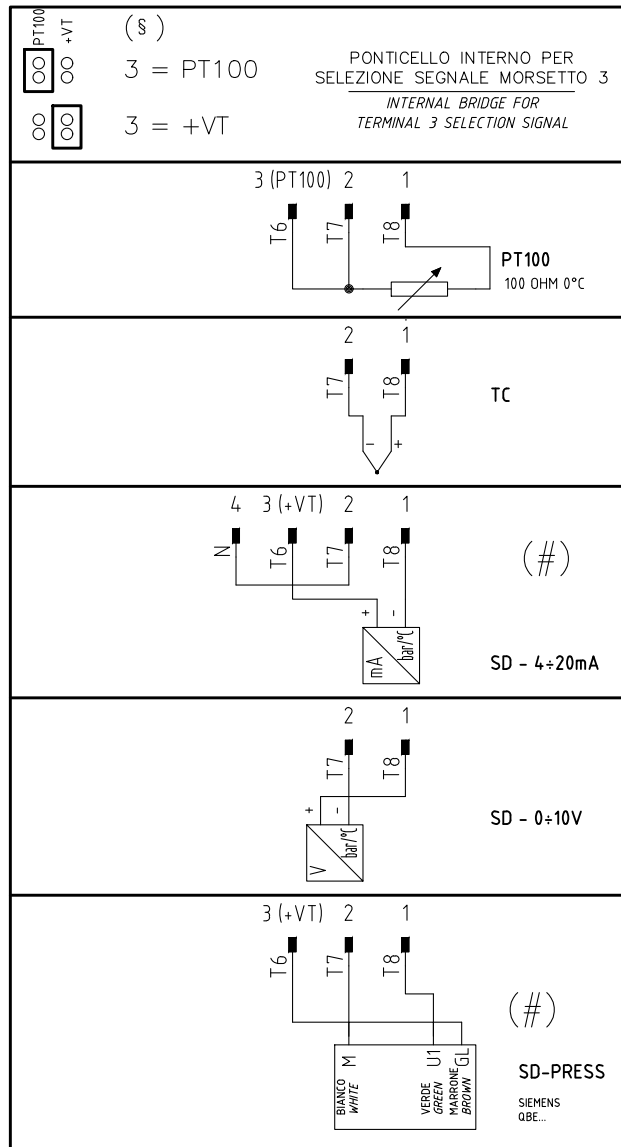 PT100
+VT
(§)
3 = PT100
3 = +VT
PONTICELLO INTERNO PER
SELEZIONE SEGNALE MORSETTO 3
INTERNAL BRIDGE FOR
TERMINAL 3 SELECTION SIGNAL
3 (PT100) 2 1
T6 T7 T8
PT100
100 OHM 0°C
2 1
T7 T8
TC
- +
4 3 (+VT) 2 1
N T6 T7 T8
(#)
+ -
mA bar/°C
SD - 4÷20mA
2 1
T7 T8
+ -
V bar/°C
SD - 0÷10V
3 (+VT) 2 1
T6 T7 T8
(#)
M U1 GL
BIANCO
WHITE
VERDE
GREEN
MARRONE
BROWN
SD-PRESS
SIEMENS
QBE...